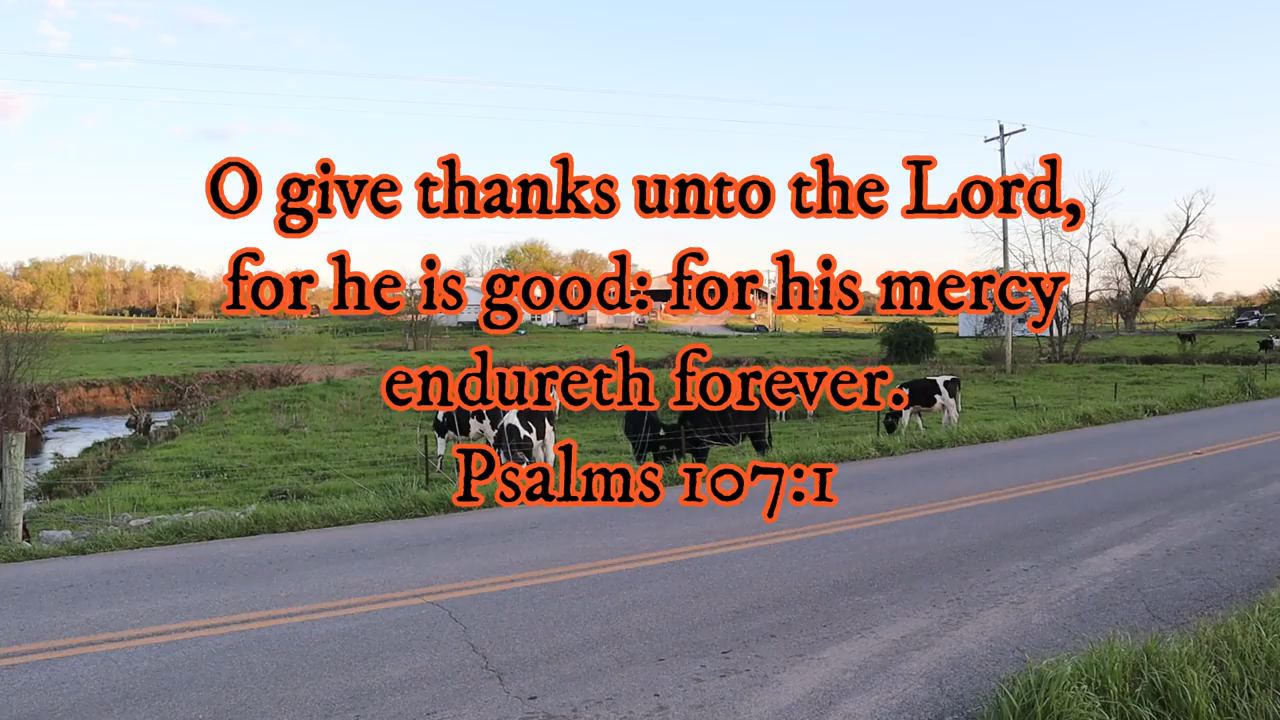 O give thanks unto the Lord,
for he is good: for his mercy
endureth forever.
Psalms 107:1